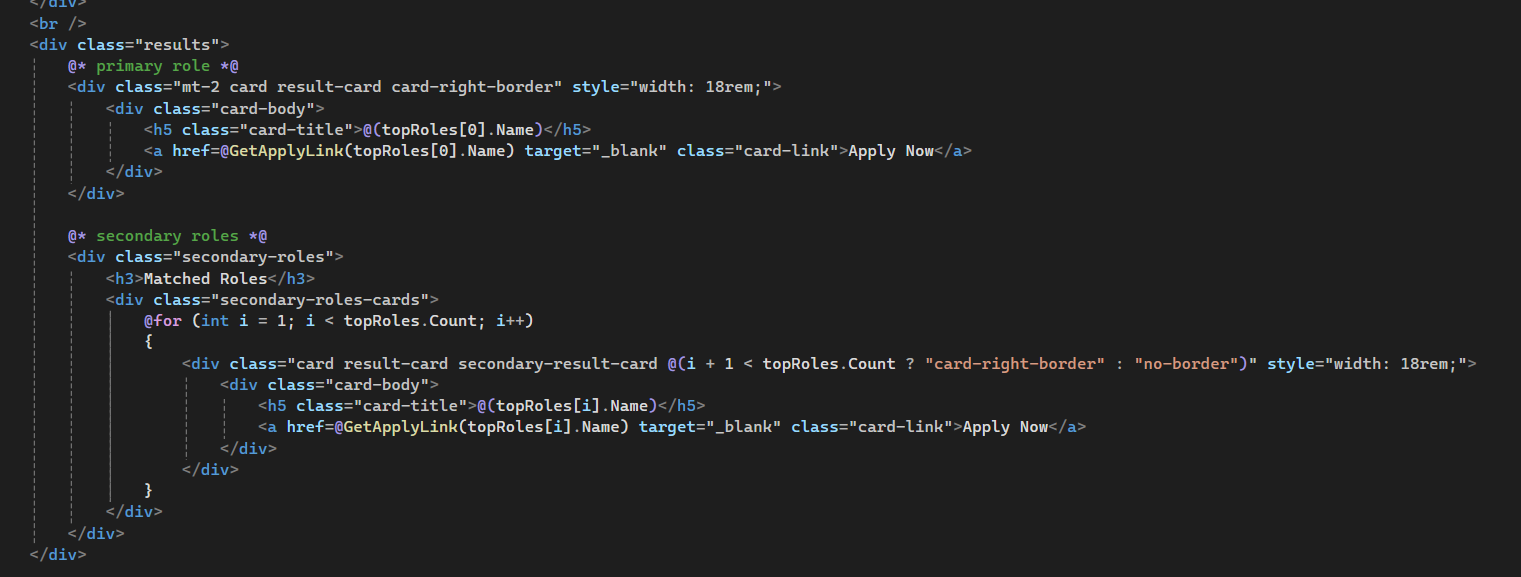 </div>
<br />
<div class="results">
@* primary role *@
<div class="mt-2 card result-card card-right-border" style="width: 18rem;">
<div class="card-body">
<h5 class="card-title">@(topRoles[0].Name)</h5>
<a href=@GetApplyLink(topRoles[0].Name) target="_blank" class="card-link">Apply Now</a>
</div>
</div>
@* secondary roles *@
<div class="secondary-roles">
<h3>Matched Roles</h3>
<div class="secondary-roles-cards">
@for (int i = 1; i < topRoles.Count; i++)
{
<div class="card result-card secondary-result-card @(i + 1 < topRoles.Count ? "card-right-border" : "no-border")" style="width: 18rem;">
<div class="card-body">
<h5 class="card-title">@(topRoles[i].Name)</h5>
<a href=@GetApplyLink(topRoles[i].Name) target="_blank" class="card-link">Apply Now</a>
</div>
</div>
}
</div>
</div>
</div>